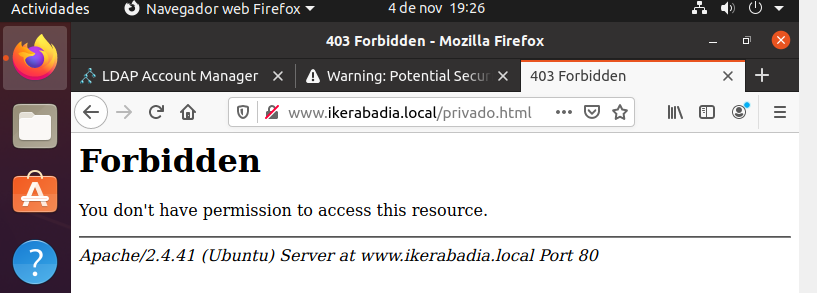 Actividades Navegador web Firefox 4 de nov 19:26
403 Forbidden - Mozilla Firefox
LDAP Account Manager Warning: Potential Secur 403 Forbidden
www.ikerabadia.local/privado.html
Forbidden
You don't have permission to access this resource.
Apache/2.4.41 (Ubuntu) Server at www.ikerabadia.local Port 80